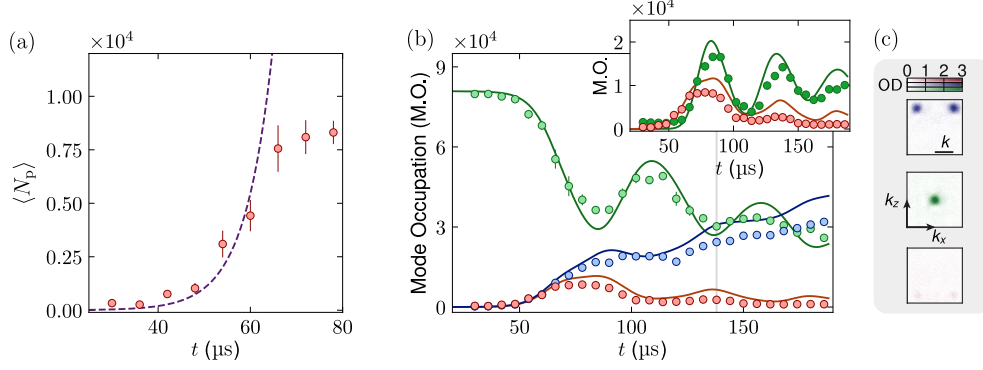 (a)
×10⁴
1.00
0.75
0.50
0.25
0.00
⟨Nₚ⟩
40
60
80
t (µs)
(b)
×10⁴
9
6
3
0
Mode Occupation (M.O.)
50
100
150
t (µs)
×10⁴
2
1
0
M.O.
50
100
150
t (µs)
(c)
0 1 2 3
OD
k
k_z
k_x